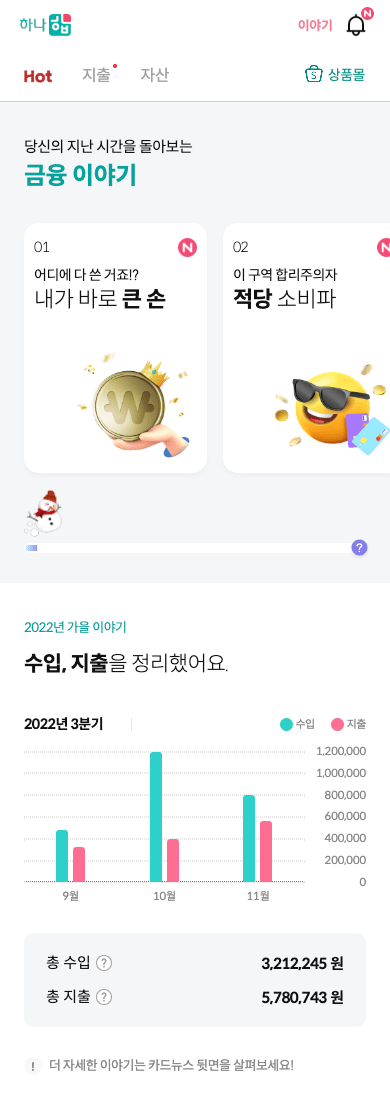 하나 합
이야기
N
Hot
지출
자산
S 상품몰
당신의 지난 시간을 돌아보는
금융 이야기
01
N
어디에 다 쓴 거죠!?
내가 바로 큰 손
W
02
N
이 구역 합리주의자
적당 소비파
?
2022년 가을 이야기
수입, 지출을 정리했어요.
2022년 3분기
수입
지출
1,200,000
1,000,000
800,000
600,000
400,000
200,000
0
9월
10월
11월
총 수입 ?
3,212,245 원
총 지출 ?
5,780,743 원
! 더 자세한 이야기는 카드뉴스 뒷면을 살펴보세요!